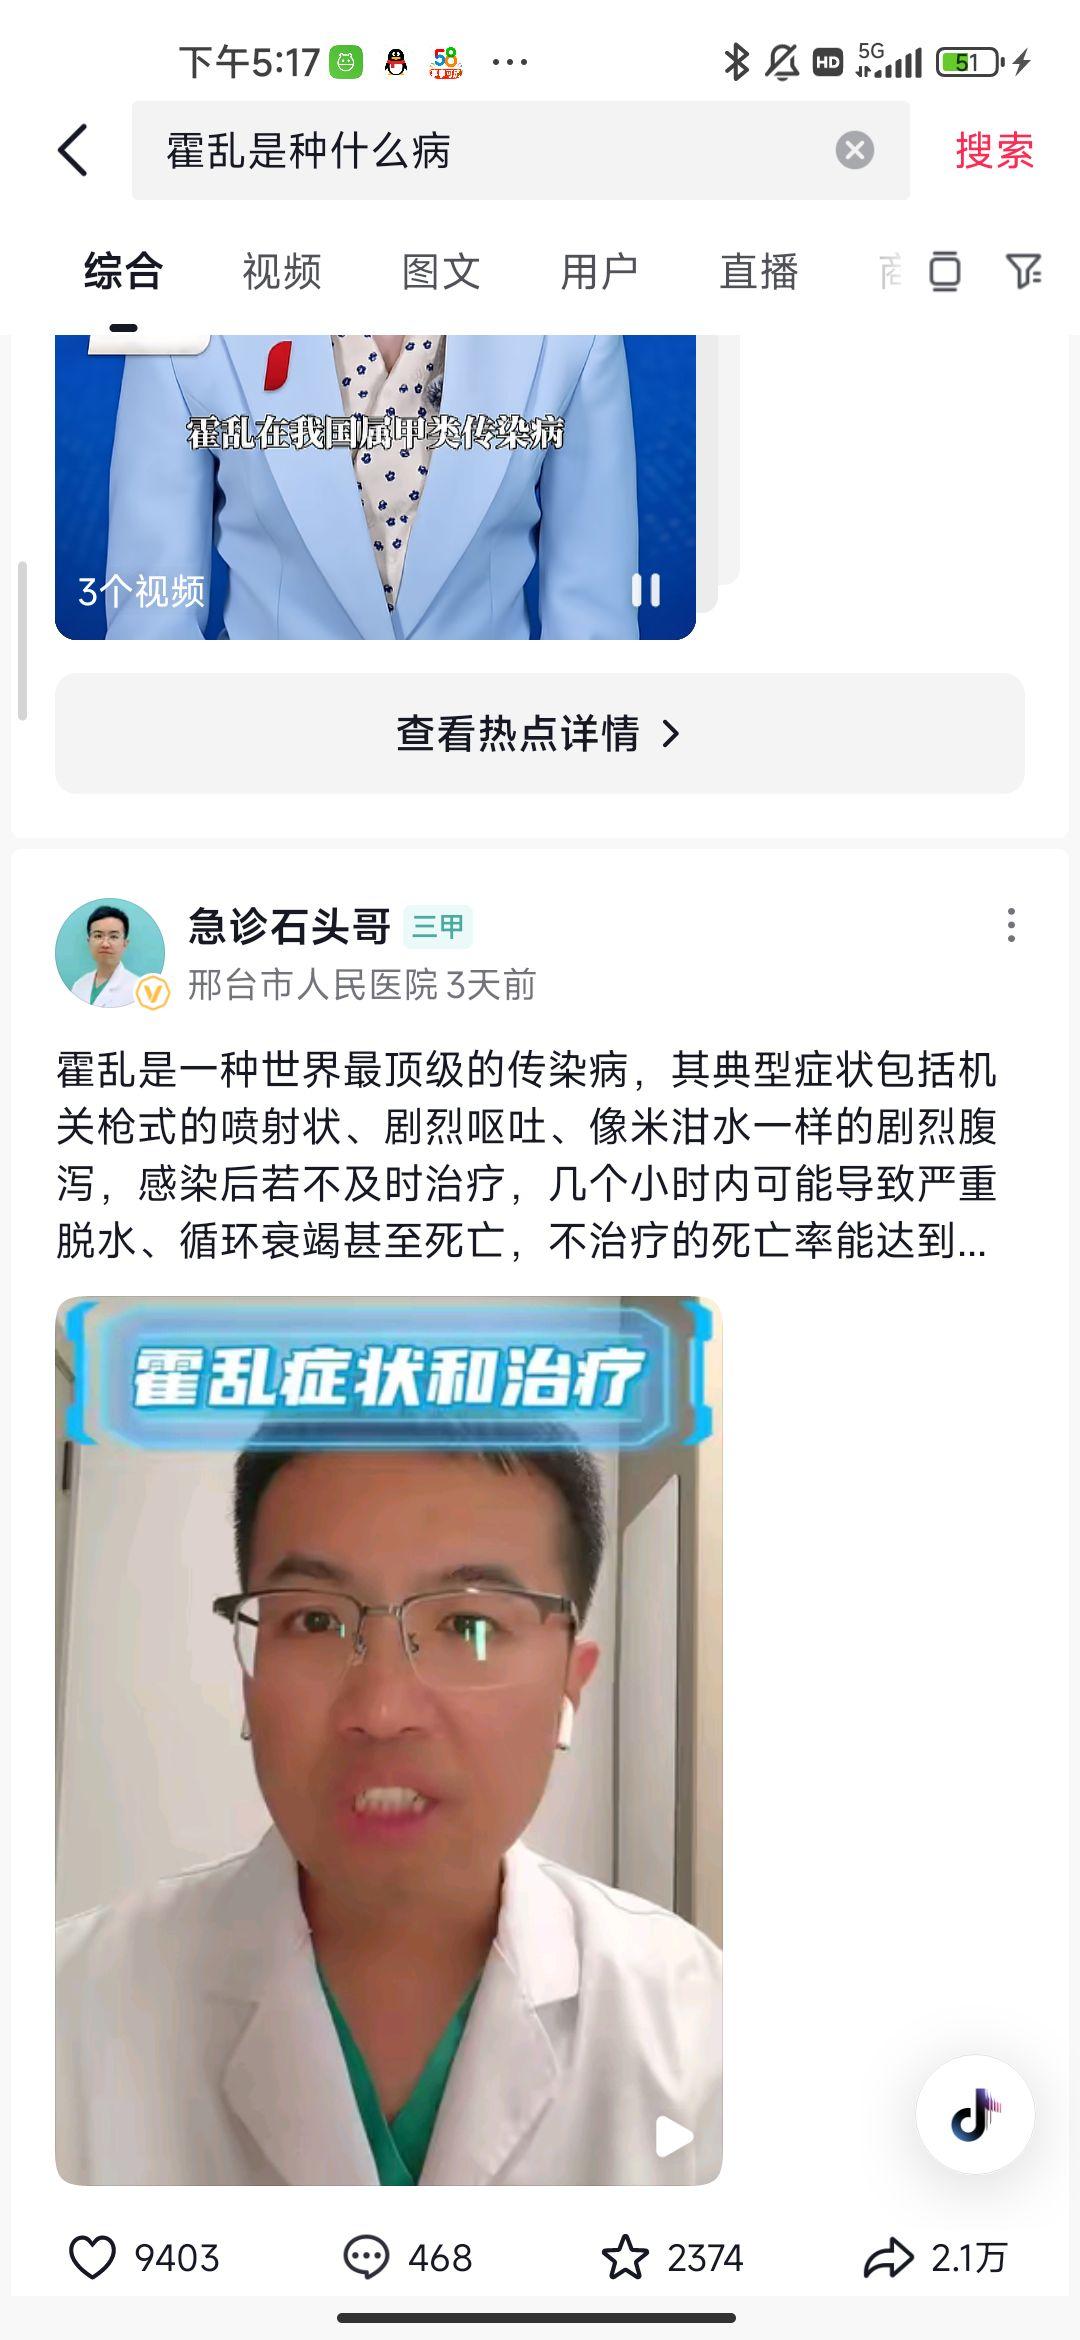 下午5:17
58
HD
5G
51
霍乱是种什么病
搜索
综合
视频
图文
用户
直播
霍乱在我国属甲类传染病
3个视频
查看热点详情
急诊石头哥 三甲
邢台市人民医院 3天前
霍乱是一种世界最顶级的传染病，其典型症状包括机
关枪式的喷射状、剧烈呕吐、像米泔水一样的剧烈腹
泻，感染后若不及时治疗，几个小时内可能导致严重
脱水、循环衰竭甚至死亡，不治疗的死亡率能达到...
霍乱症状和治疗
9403
468
2374
2.1万